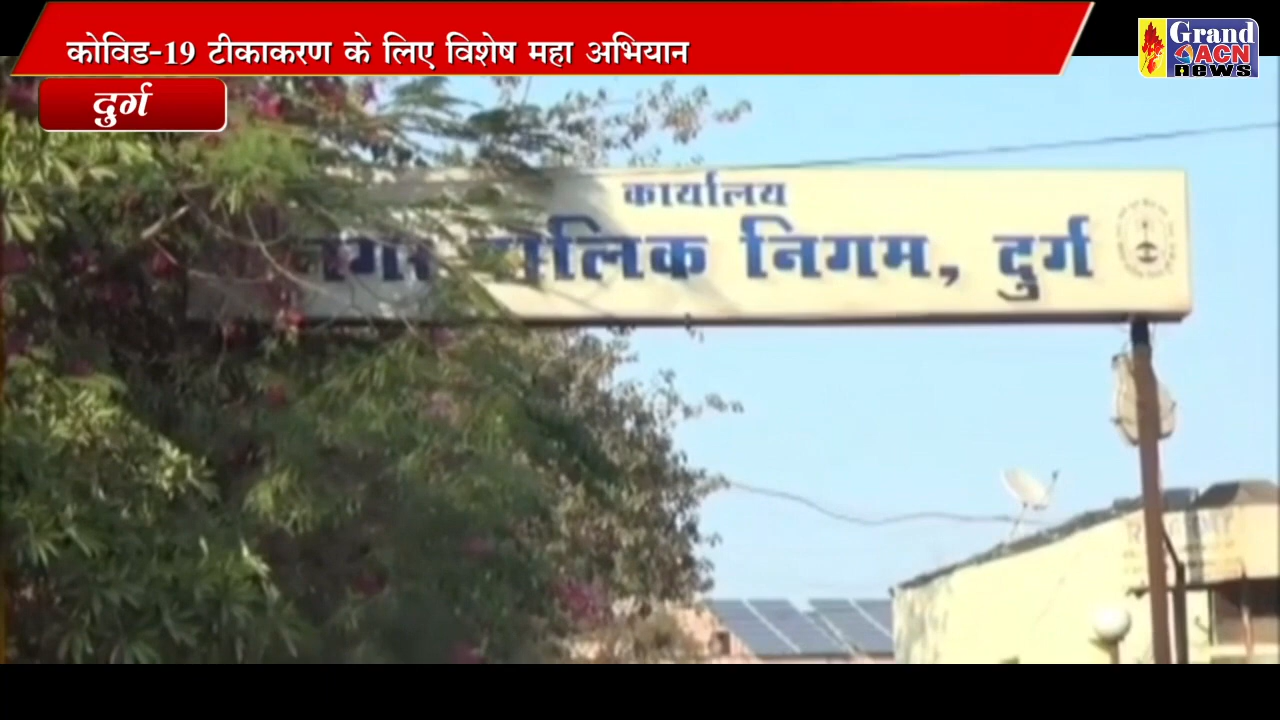 कोविड-19 टीकाकरण के लिए विशेष महा अभियान
Grand
ACN
news
दुर्ग
कार्यालय
निगम, दुर्ग